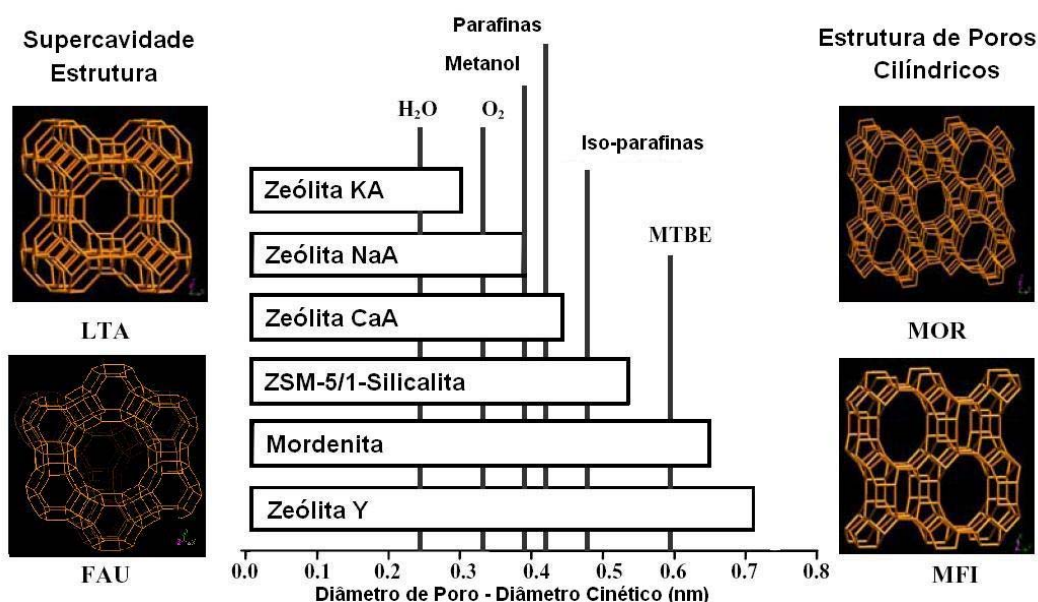 Supercavidade
Estrutura
LTA
FAU
Parafinas
Metanol
H₂O
O₂
Iso-parafinas
MTBE
Zeólita KA
Zeólita NaA
Zeólita CaA
ZSM-5/1-Silicalita
Mordenita
Zeólita Y
0.0 0.1 0.2 0.3 0.4 0.5 0.6 0.7 0.8
Diâmetro de Poro - Diâmetro Cinético (nm)
Estrutura de Poros
Cilíndricos
MOR
MFI